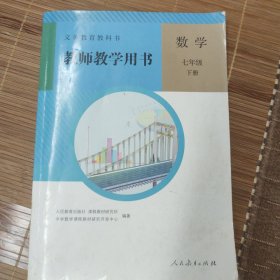 义务教育教科书
教师教学用书
数学
七年级
下册
人民教育出版社 课程教材研究所
中学数学课程教材研究开发中心
编著
人民教育出版社